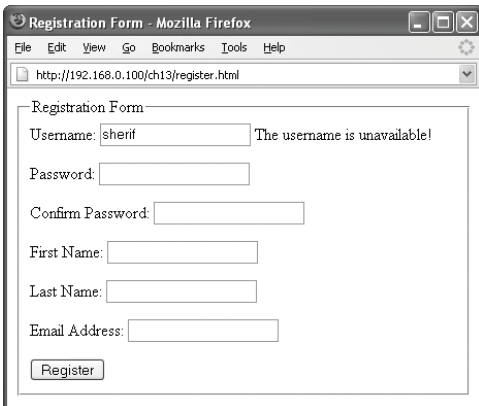 Registration Form - Mozilla Firefox
File Edit View Go Bookmarks Tools Help
http://192.168.0.100/ch13/register.html
Registration Form
Username: sherif The username is unavailable!
Password:
Confirm Password:
First Name:
Last Name:
Email Address:
Register